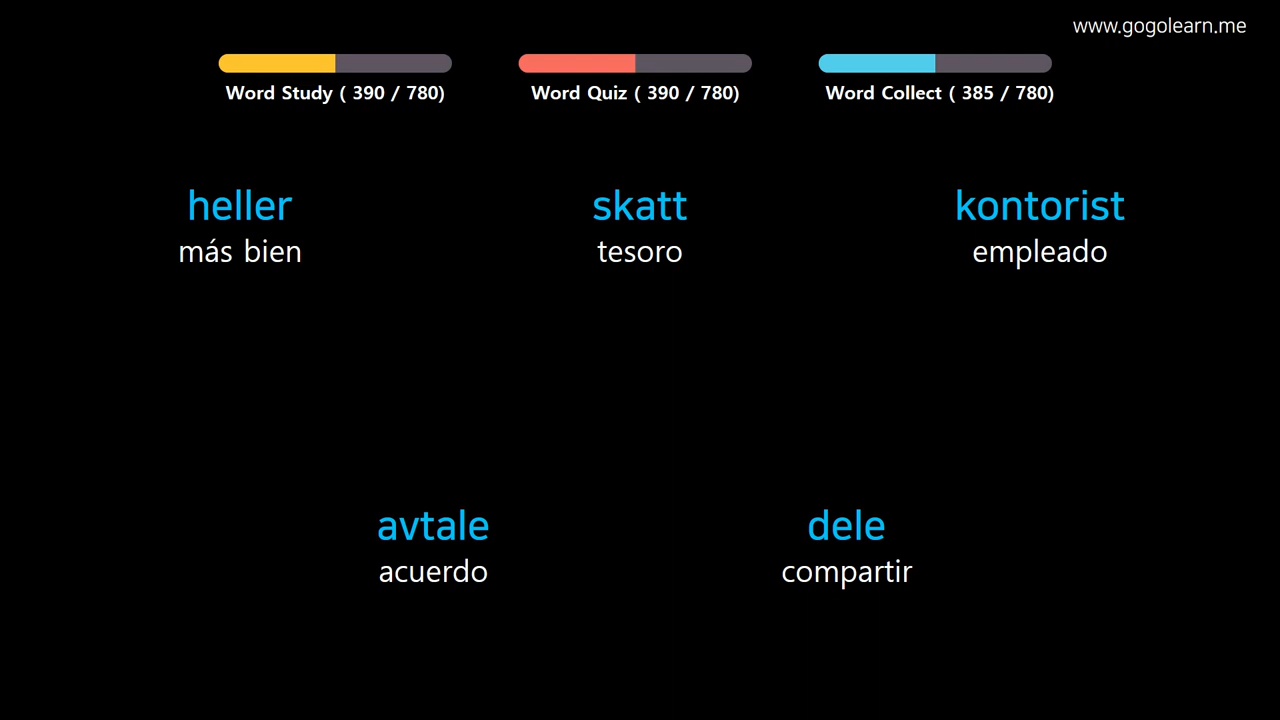 www.gogolearn.me
Word Study ( 390 / 780)
Word Quiz ( 390 / 780)
Word Collect ( 385 / 780)
heller
más bien
skatt
tesoro
kontorist
empleado
avtale
acuerdo
dele
compartir